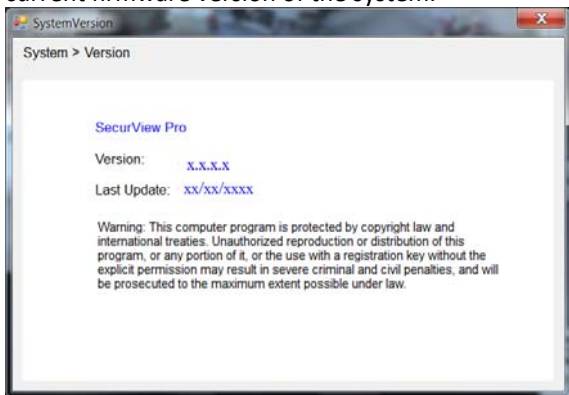 current firmware version of the system.
SystemVersion
X
System > Version
SecurView Pro
Version: x.x.x.x
Last Update: xx/xx/xxxx
Warning: This computer program is protected by copyright law and
international treaties. Unauthorized reproduction or distribution of this
program, or any portion of it, or the use with a registration key without the
explicit permission may result in severe criminal and civil penalties, and will
be prosecuted to the maximum extent possible under law.